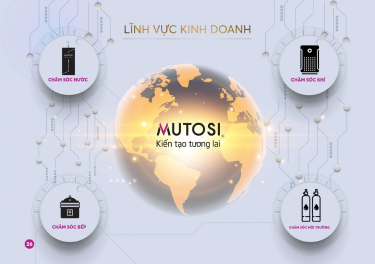 LĨNH VỰC KINH DOANH
CHĂM SÓC NƯỚC
CHĂM SÓC KHÍ
MUTOSI
Kiến tạo tương lai
CHĂM SÓC BẾP
CHĂM SÓC MÔI TRƯỜNG
26